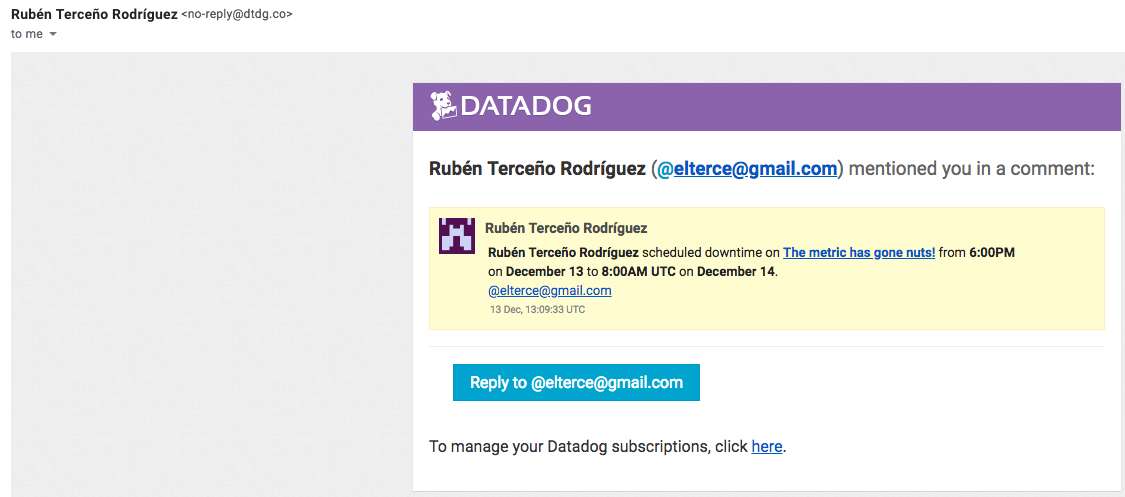 Rubén Terceño Rodríguez <no-reply@dtdg.co>
to me
DATADOG
Rubén Terceño Rodríguez (@elterce@gmail.com) mentioned you in a comment:
Rubén Terceño Rodríguez
Rubén Terceño Rodríguez scheduled downtime on The metric has gone nuts! from 6:00PM
on December 13 to 8:00AM UTC on December 14.
@elterce@gmail.com
13 Dec, 13:09:33 UTC
Reply to @elterce@gmail.com
To manage your Datadog subscriptions, click here.